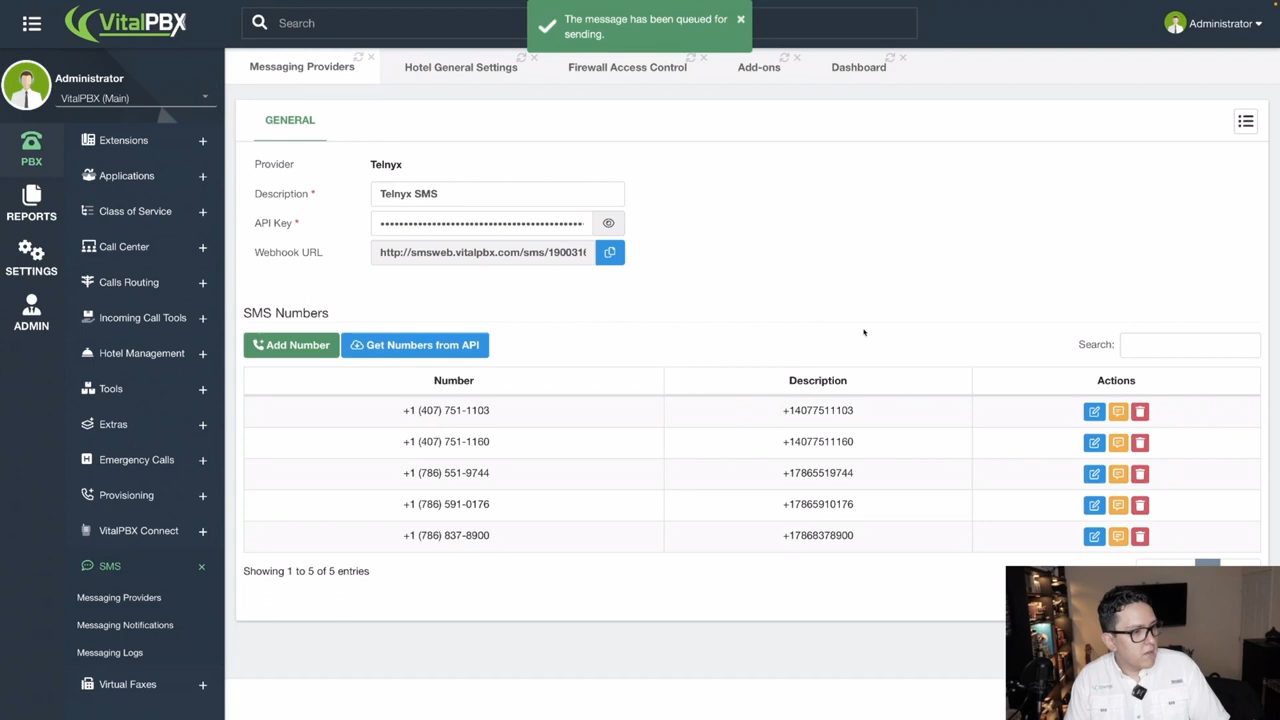 VitalPBX
Search
The message has been queued for
sending.
Administrator
Administrator
VitalPBX (Main)
PBX
REPORTS
SETTINGS
ADMIN
Extensions
Applications
Class of Service
Call Center
Calls Routing
Incoming Call Tools
Hotel Management
Tools
Extras
Emergency Calls
Provisioning
VitalPBX Connect
SMS
Messaging Providers
Messaging Notifications
Messaging Logs
Virtual Faxes
Messaging Providers
Hotel General Settings
Firewall Access Control
Add-ons
Dashboard
GENERAL
Provider Telnyx
Description * Telnyx SMS
API Key * ••••••••••••••••••••••••••••••••••••••••••
Webhook URL http://smsweb.vitalpbx.com/sms/190031
SMS Numbers
Add Number Get Numbers from API Search:
Number Description Actions
+1 (407) 751-1103 +14077511103
+1 (407) 751-1160 +14077511160
+1 (786) 551-9744 +17865519744
+1 (786) 591-0176 +17865910176
+1 (786) 837-8900 +17868378900
Showing 1 to 5 of 5 entries